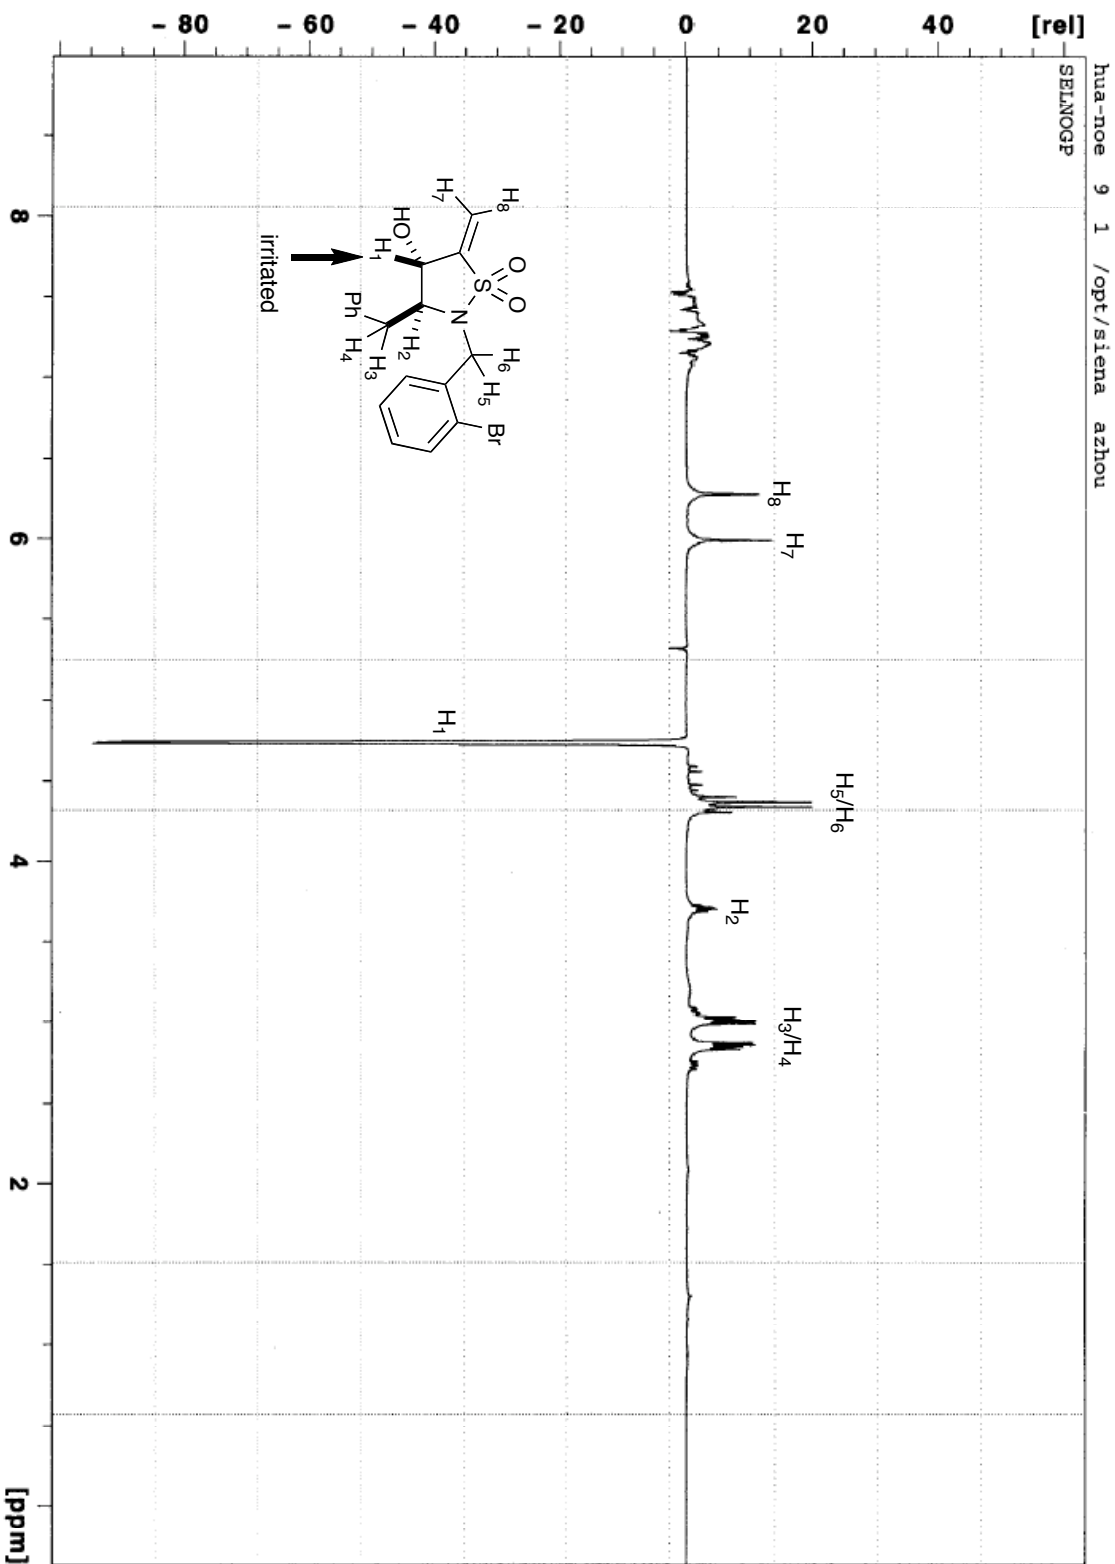 hua-noe 9 1 /opt/siena azhou
SELNOGP
[rel]
40
20
0
- 20
- 40
- 60
- 80
H8
H7
H1
H5/H6
H2
H3/H4
H7
H8
HO
H1
O
O
S
N
H2
Ph
H4
H3
H6
H5
Br
irritated
8
6
4
2
[ppm]